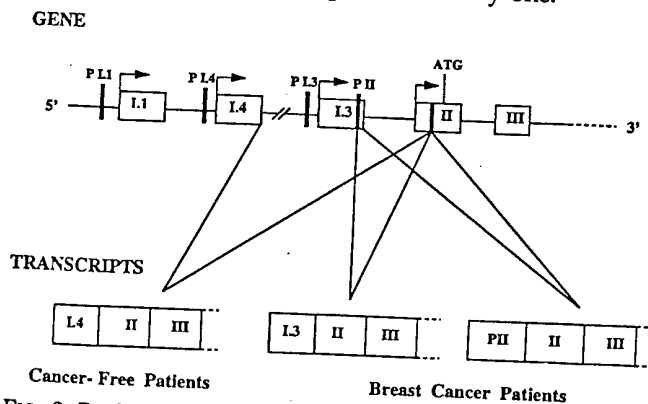 GENE
ATG
P I.1 P I.4 P I.3 P II
5' I.1 I.4 I.3 II III 3'
TRANSCRIPTS
I.4 II III I.3 II III PII II III
Cancer-Free Patients Breast Cancer Patients